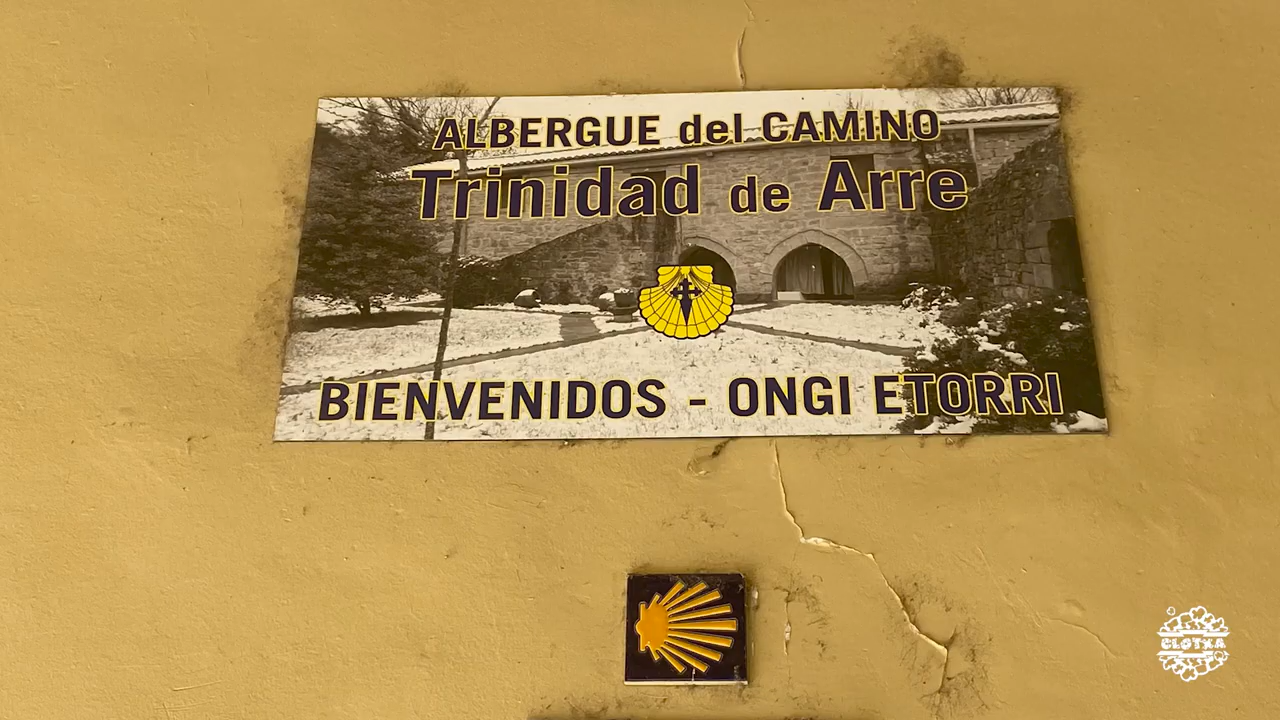 ALBERGUE del CAMINO
Trinidad de Arre
BIENVENIDOS - ONGI ETORRI
CLOTXA